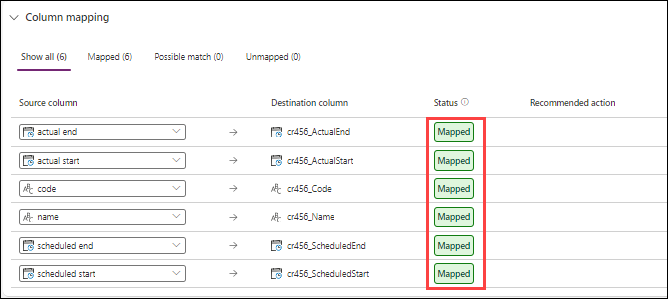 Column mapping
Show all (6) Mapped (6) Possible match (0) Unmapped (0)
Source column Destination column Status Recommended action
actual end cr456_ActualEnd Mapped
actual start cr456_ActualStart Mapped
code cr456_Code Mapped
name cr456_Name Mapped
scheduled end cr456_ScheduledEnd Mapped
scheduled start cr456_ScheduledStart Mapped